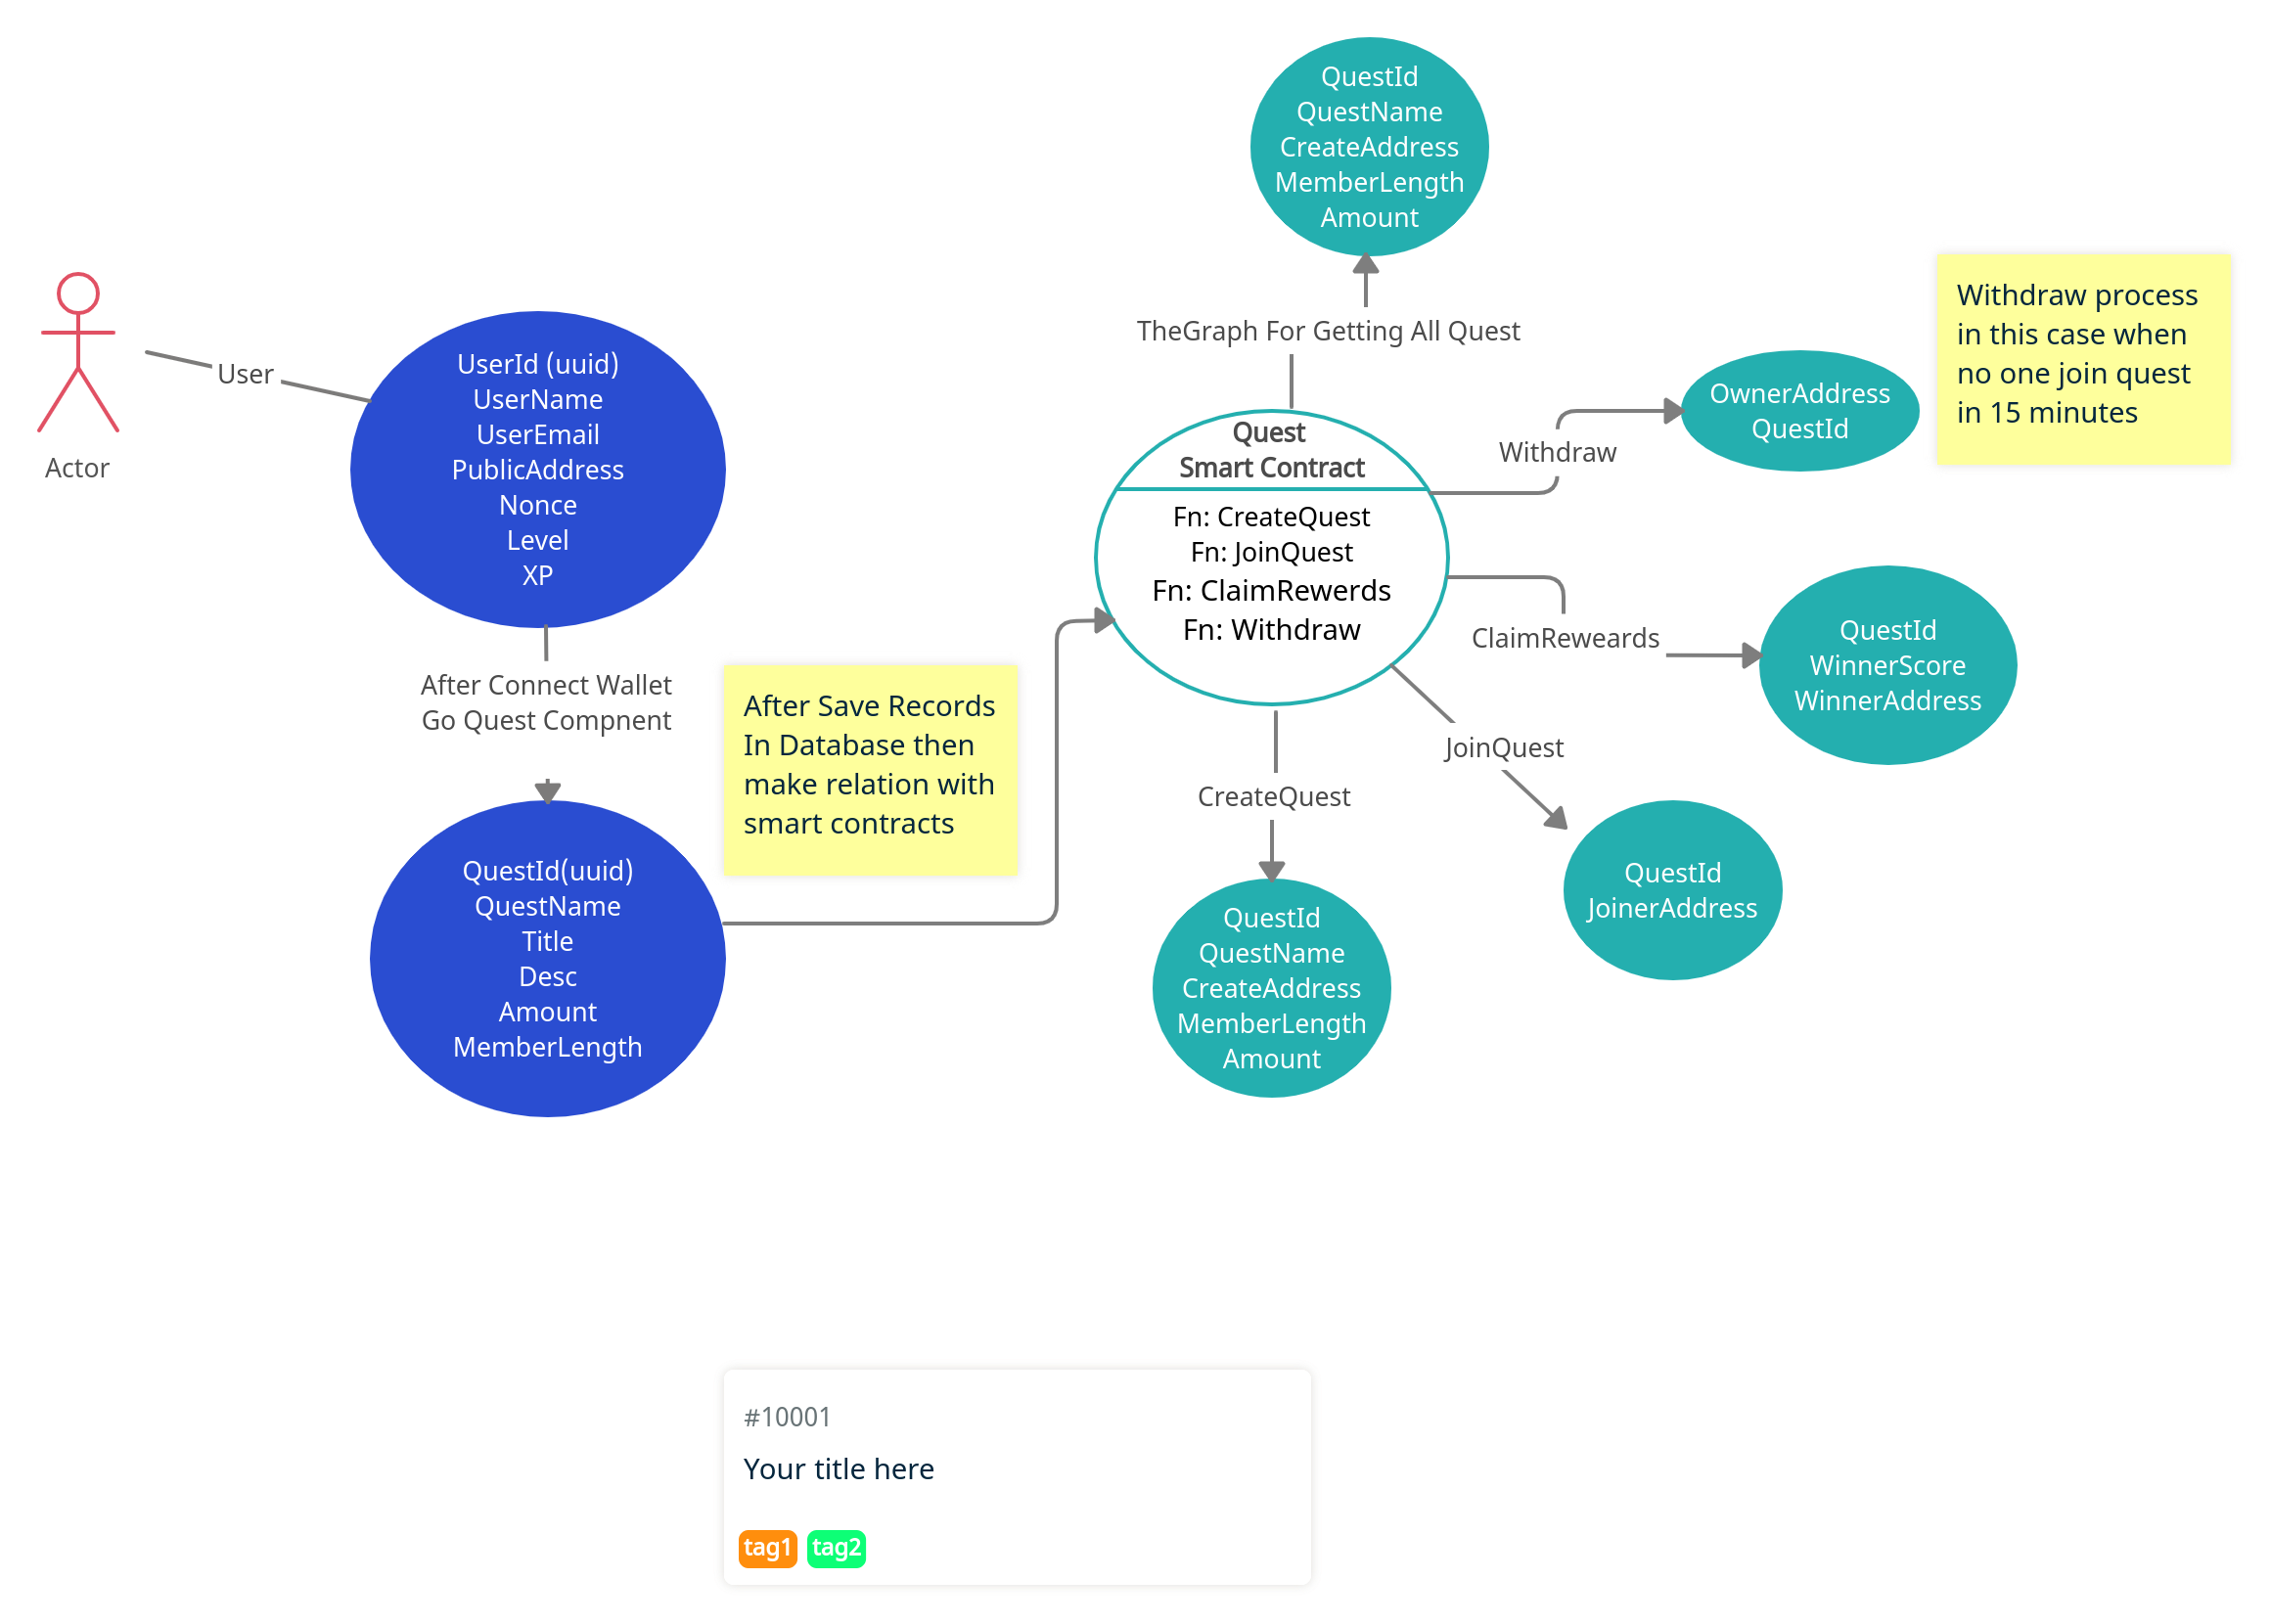 QuestId
QuestName
CreateAddress
MemberLength
Amount
TheGraph For Getting All Quest
Actor
User
UserId (uuid)
UserName
UserEmail
PublicAddress
Nonce
Level
XP
After Connect Wallet
Go Quest Compnent
QuestId(uuid)
QuestName
Title
Desc
Amount
MemberLength
After Save Records
In Database then
make relation with
smart contracts
Quest
Smart Contract
Fn: CreateQuest
Fn: JoinQuest
Fn: ClaimRewerds
Fn: Withdraw
Withdraw
OwnerAddress
QuestId
Withdraw process
in this case when
no one join quest
in 15 minutes
ClaimReweards
QuestId
WinnerScore
WinnerAddress
JoinQuest
QuestId
JoinerAddress
CreateQuest
QuestId
QuestName
CreateAddress
MemberLength
Amount
#10001
Your title here
tag1 tag2